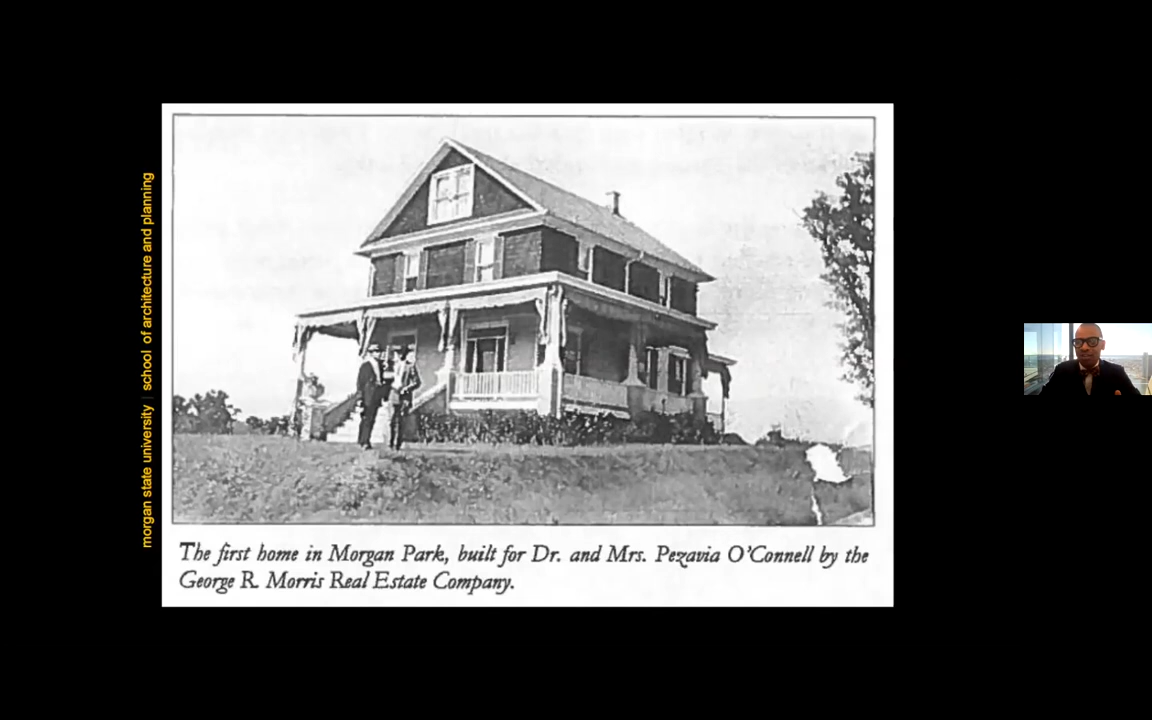 morgan state university | school of architecture and planning
The first home in Morgan Park, built for Dr. and Mrs. Pezavia O'Connell by the
George R. Morris Real Estate Company.